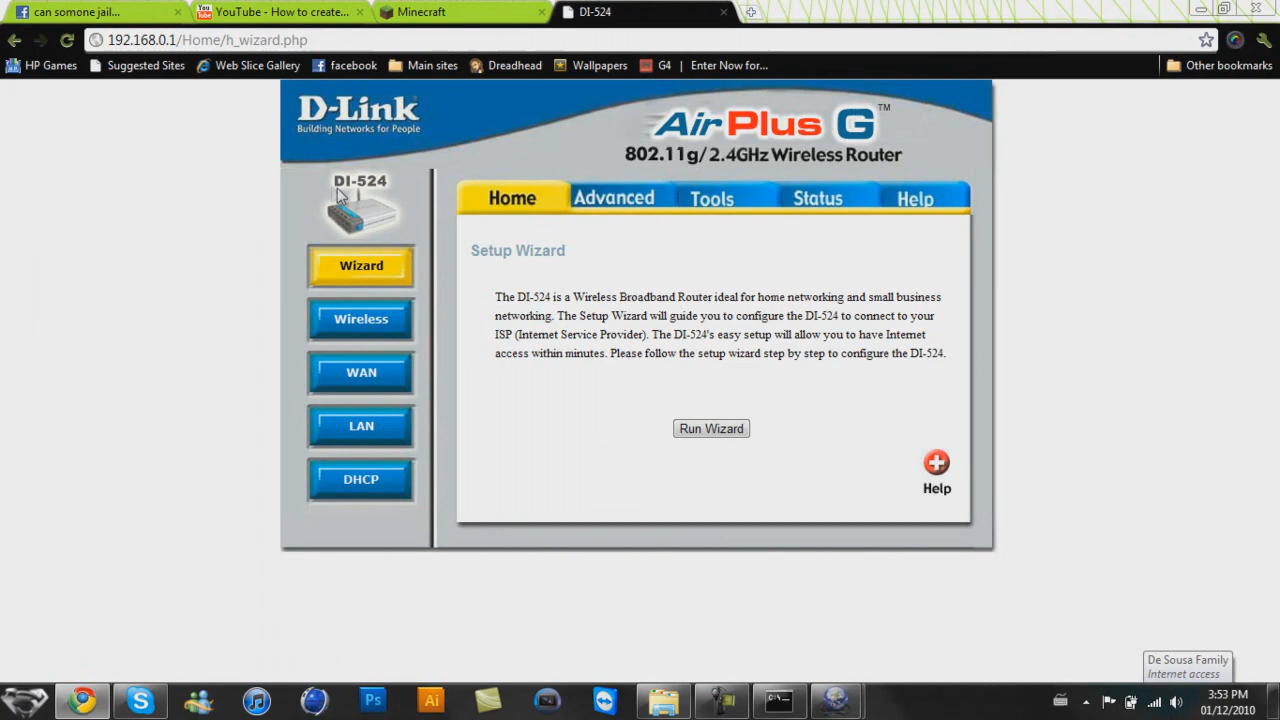 can somone jail...
YouTube - How to create...
Minecraft
DI-524
192.168.0.1/Home/h_wizard.php
HP Games
Suggested Sites
Web Slice Gallery
facebook
Main sites
Dreadhead
Wallpapers
G4 | Enter Now for...
Other bookmarks
D-Link
Building Networks for People
AirPlus G™
802.11g/2.4GHz Wireless Router
DI-524
Wizard
Wireless
WAN
LAN
DHCP
Home
Advanced
Tools
Status
Help
Setup Wizard
The DI-524 is a Wireless Broadband Router ideal for home networking and small business
networking. The Setup Wizard will guide you to configure the DI-524 to connect to your
ISP (Internet Service Provider). The DI-524's easy setup will allow you to have Internet
access within minutes. Please follow the setup wizard step by step to configure the DI-524.
Run Wizard
Help
De Sousa Family
Internet access
Ps
Ai
3:53 PM
01/12/2010